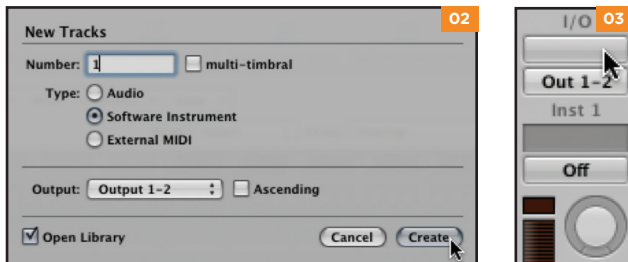 02
New Tracks
Number: 1 multi-timbral
Type: Audio
Software Instrument
External MIDI
Output: Output 1-2 Ascending
Open Library Cancel Create
I/O 03
Out 1-2
Inst 1
Off